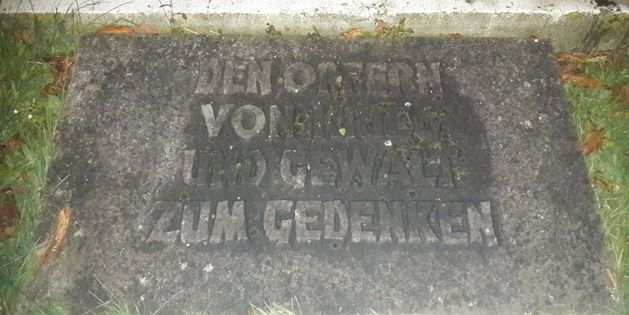 DEN OPFERN
VON KRIEG
UND GEWALT
ZUM GEDENKEN